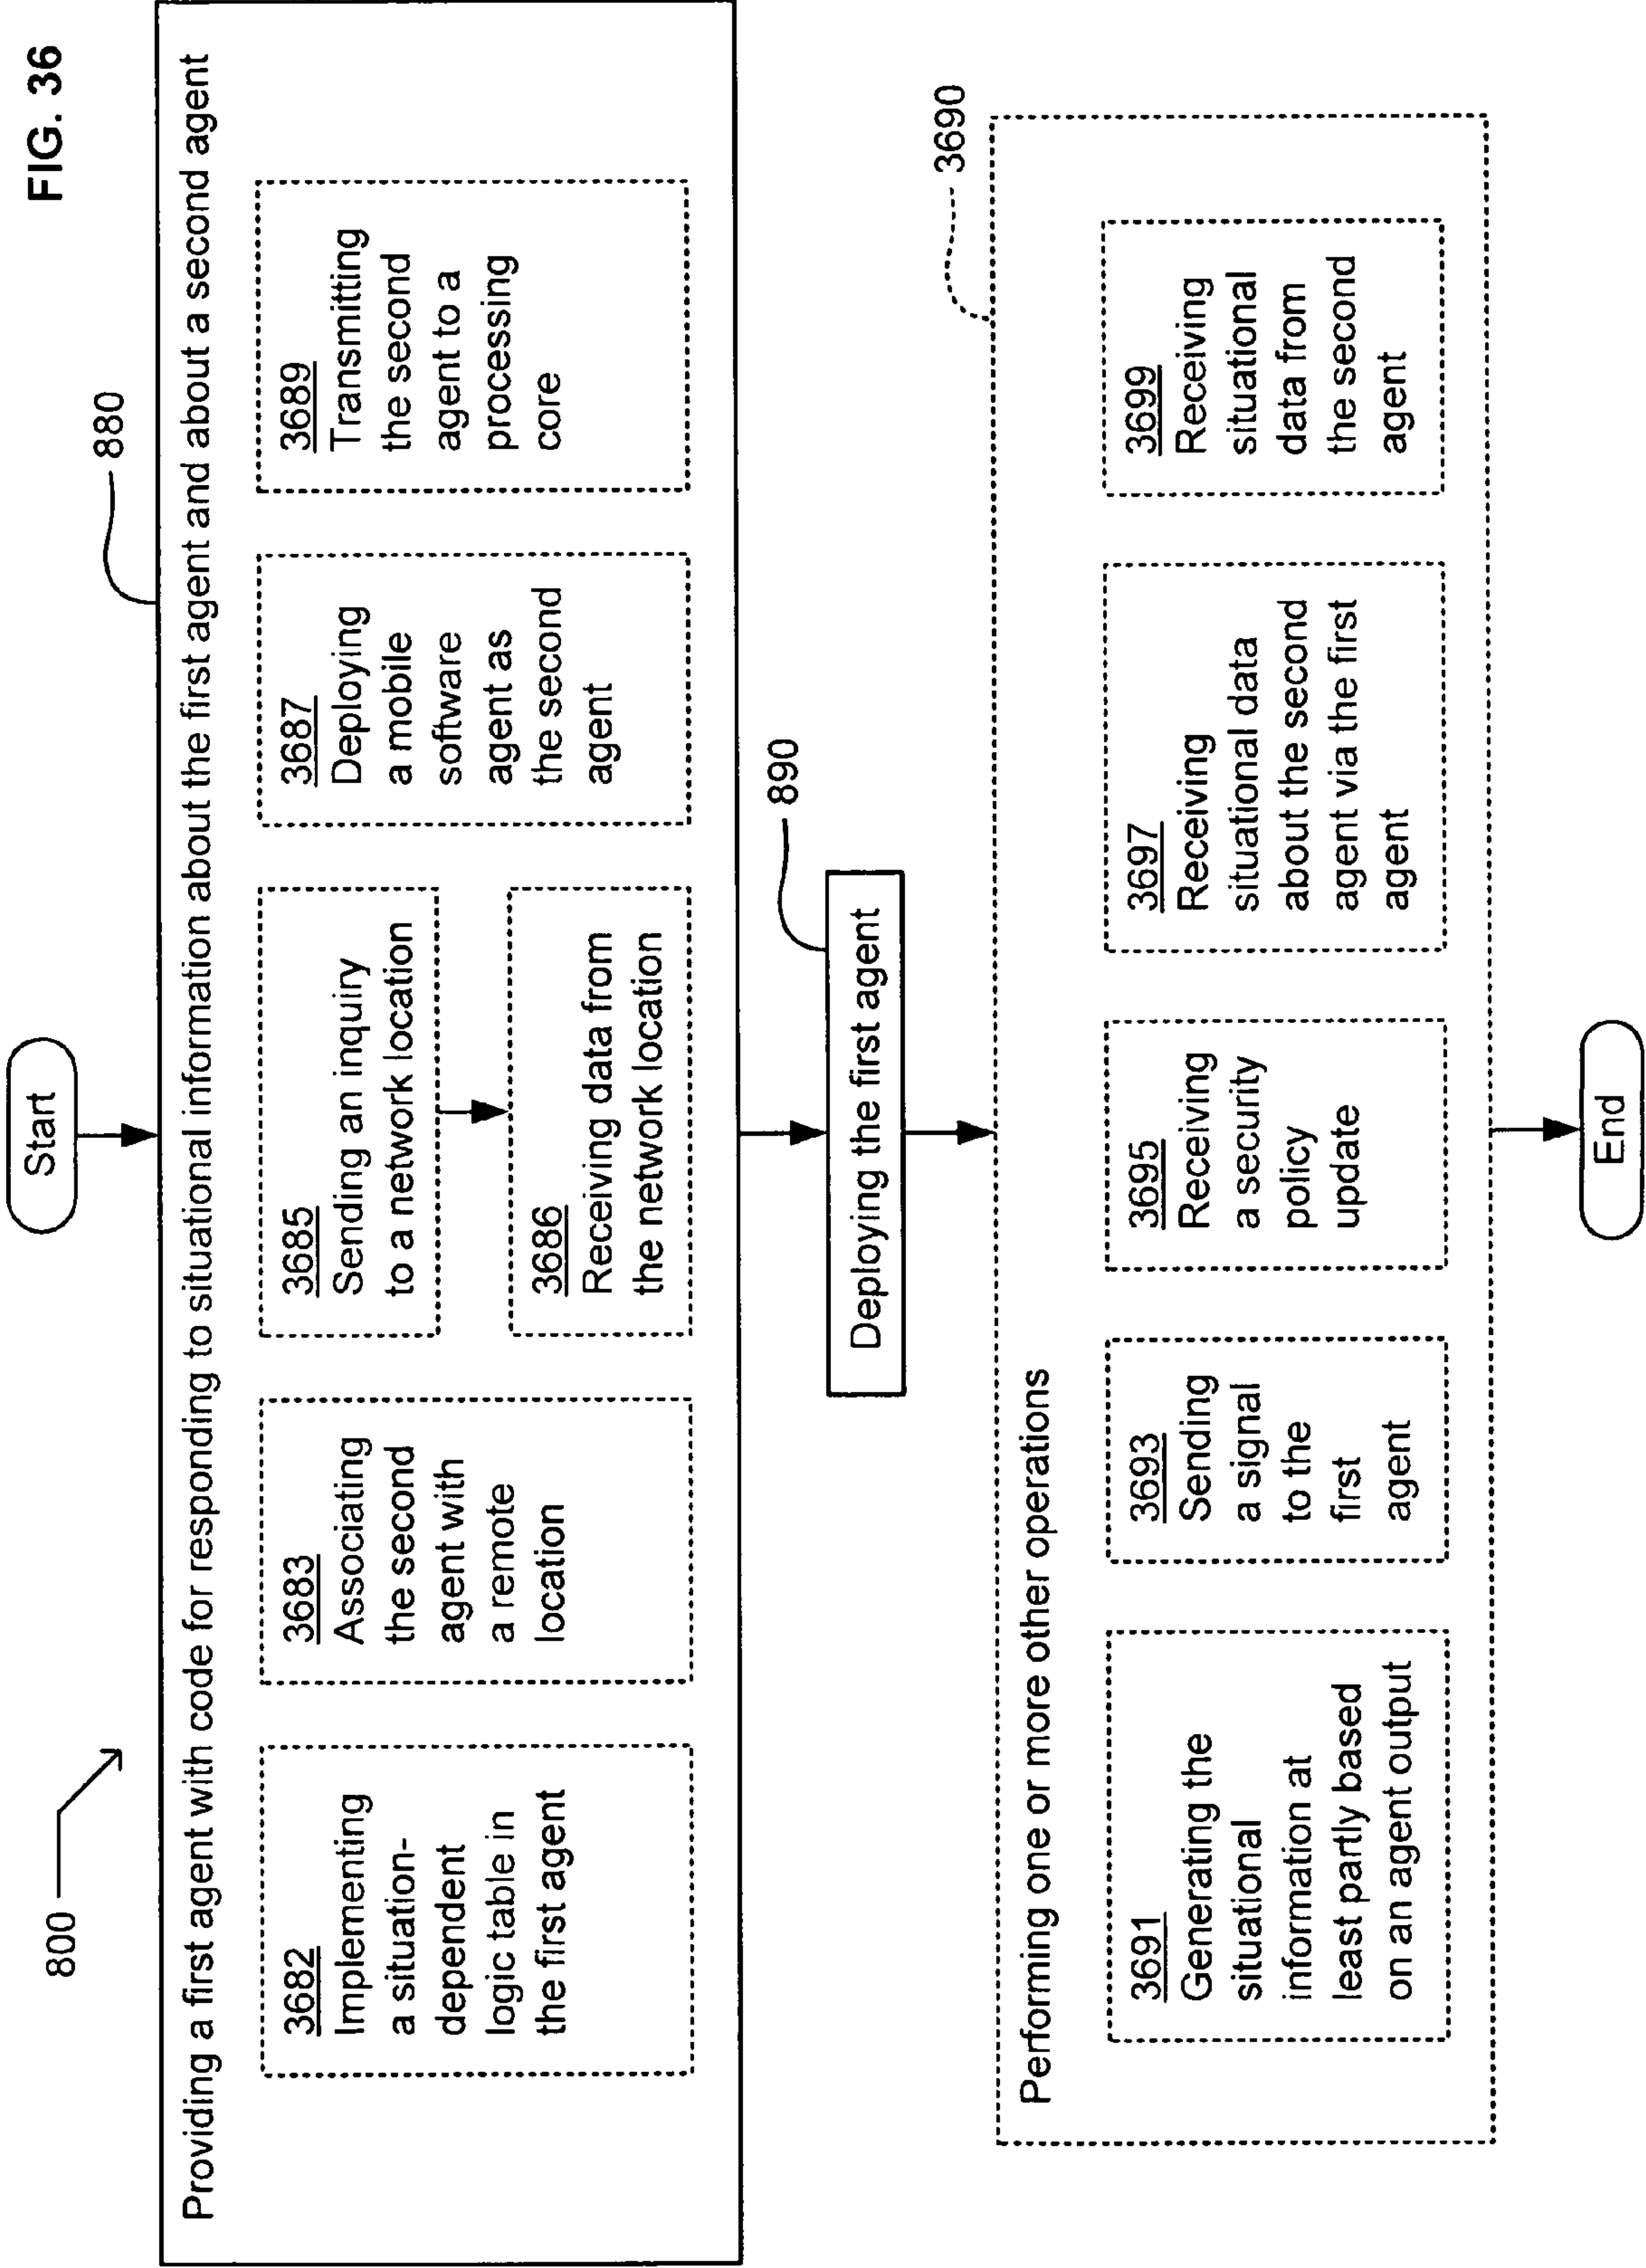 FIG. 36
800
Start
880
Providing a first agent with code for responding to situational information about the first agent and about a second agent
3682
Implementing
a situation-
dependent
logic table in
the first agent
3683
Associating
the second
agent with
a remote
location
3685
Sending an inquiry
to a network location
3686
Receiving data from
the network location
3687
Deploying
a mobile
software
agent as
the second
agent
3689
Transmitting
the second
agent to a
processing
core
890
Deploying the first agent
3690
Performing one or more other operations
3691
Generating the
situational
information at
least partly based
on an agent output
3693
Sending
a signal
to the
first
agent
3695
Receiving
a security
policy
update
3697
Receiving
situational data
about the second
agent via the first
agent
3699
Receiving
situational
data from
the second
agent
End